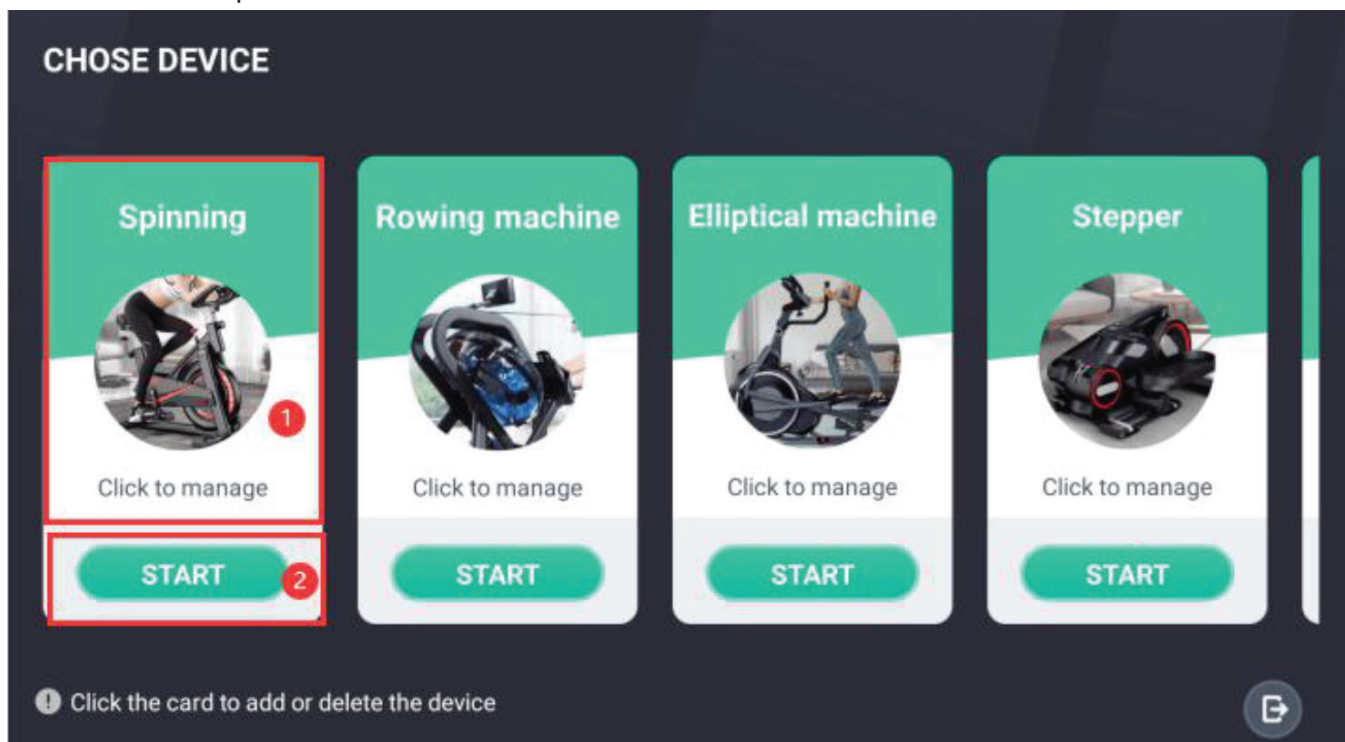 CHOSE DEVICE
Spinning
Rowing machine
Elliptical machine
Stepper
1
Click to manage
Click to manage
Click to manage
Click to manage
START
2
START
START
START
Click the card to add or delete the device